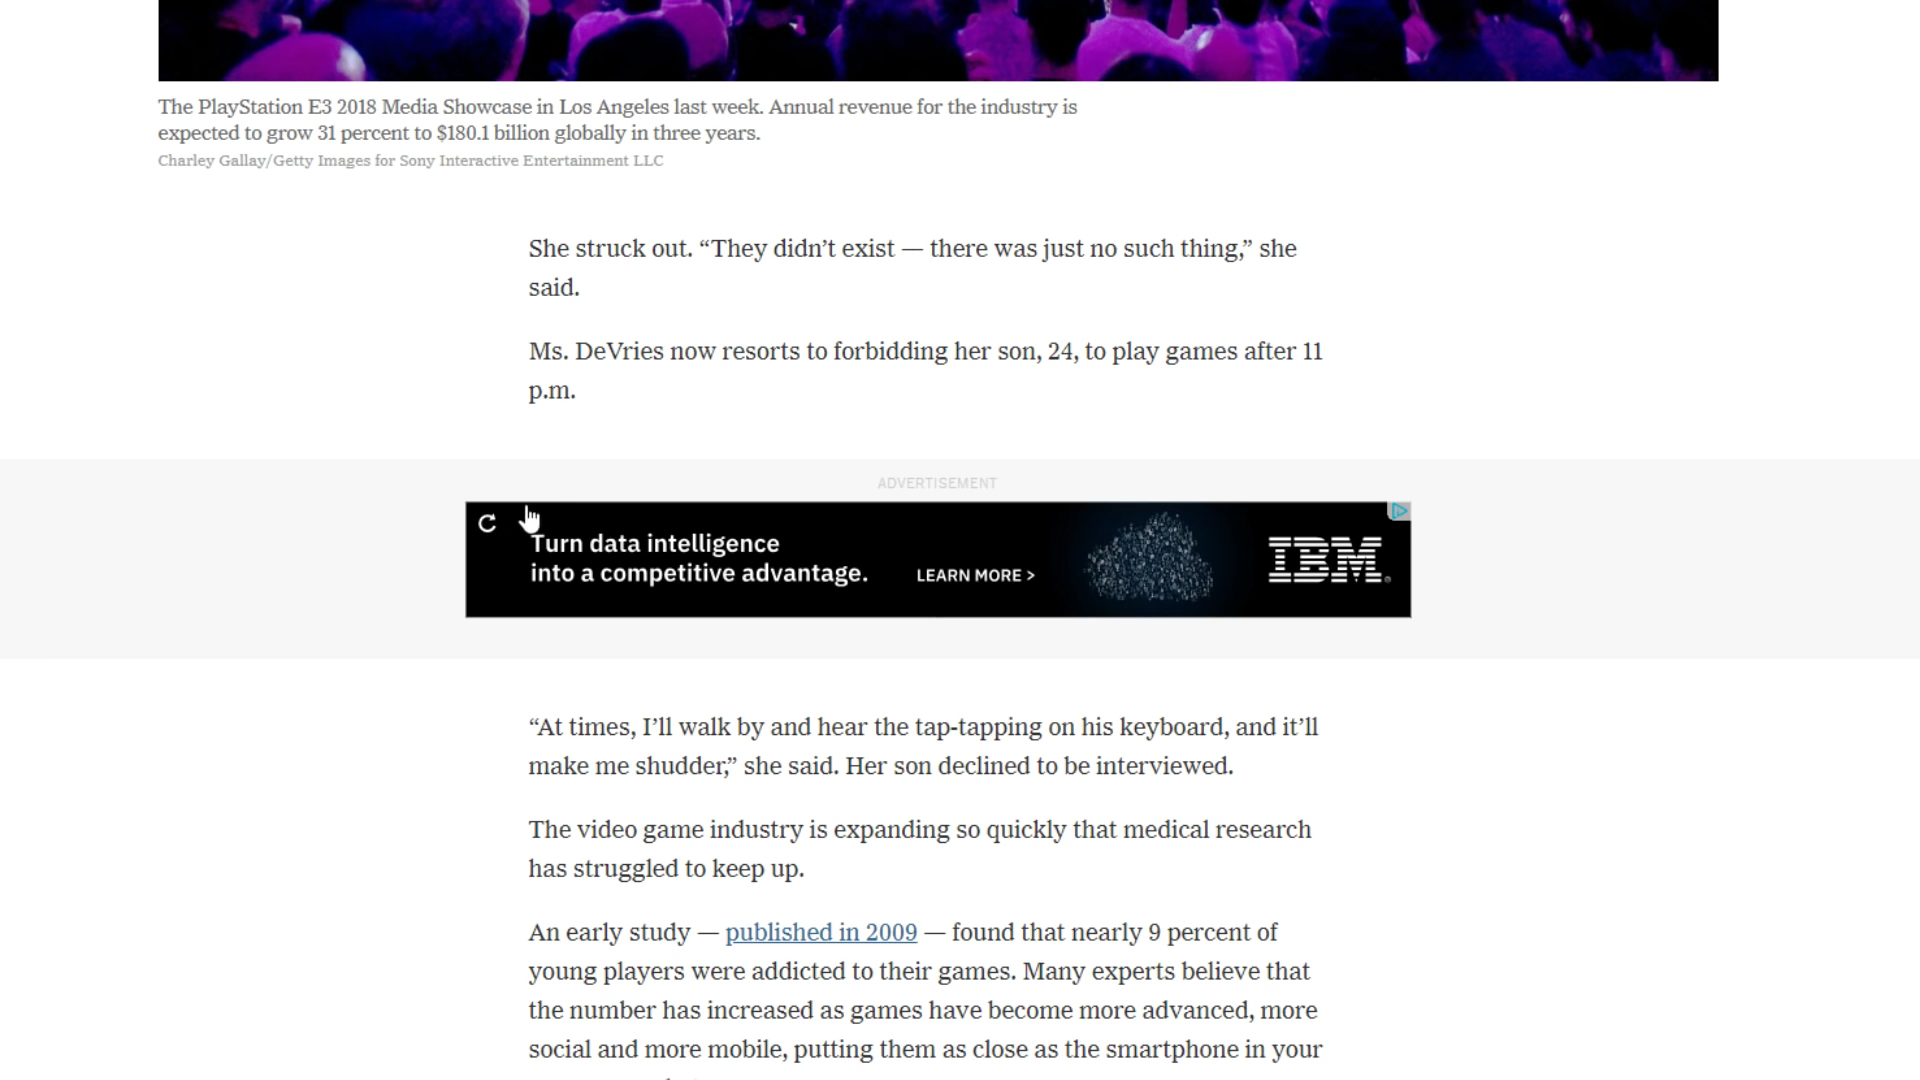 The PlayStation E3 2018 Media Showcase in Los Angeles last week. Annual revenue for the industry is
expected to grow 31 percent to $180.1 billion globally in three years.
Charley Gallay/Getty Images for Sony Interactive Entertainment LLC
She struck out. “They didn’t exist — there was just no such thing,” she
said.
Ms. DeVries now resorts to forbidding her son, 24, to play games after 11
p.m.
ADVERTISEMENT
Turn data intelligence
into a competitive advantage.
LEARN MORE >
IBM®
“At times, I’ll walk by and hear the tap-tapping on his keyboard, and it’ll
make me shudder,” she said. Her son declined to be interviewed.
The video game industry is expanding so quickly that medical research
has struggled to keep up.
An early study — published in 2009 — found that nearly 9 percent of
young players were addicted to their games. Many experts believe that
the number has increased as games have become more advanced, more
social and more mobile, putting them as close as the smartphone in your